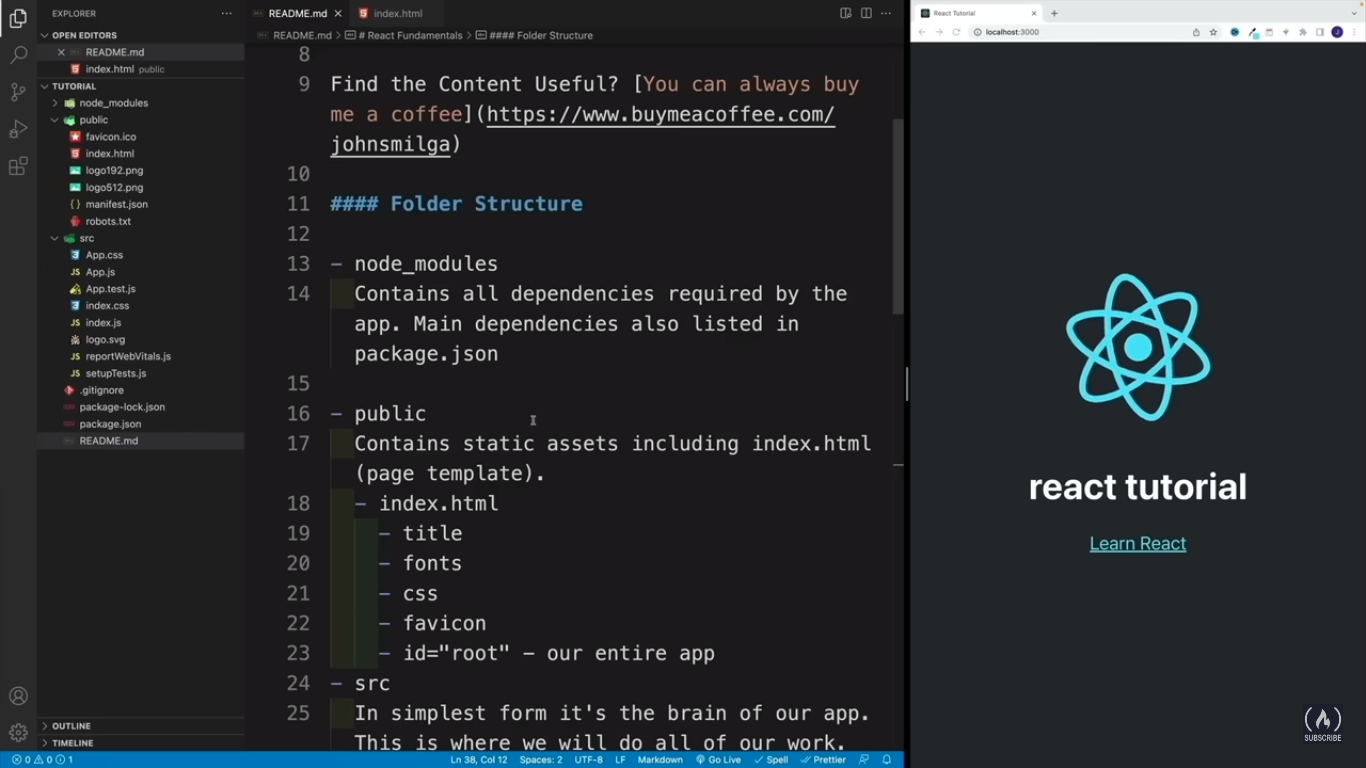 EXPLORER
OPEN EDITORS
README.md
index.html public
TUTORIAL
node_modules
public
favicon.ico
index.html
logo192.png
logo512.png
manifest.json
robots.txt
src
App.css
App.js
App.test.js
index.css
index.js
logo.svg
reportWebVitals.js
setupTests.js
.gitignore
package-lock.json
package.json
README.md
OUTLINE
TIMELINE
README.md
index.html
README.md > # React Fundamentals > #### Folder Structure
8
9 Find the Content Useful? [You can always buy
me a coffee](https://www.buymeacoffee.com/
johnsmilga)
10
11 #### Folder Structure
12
13 - node_modules
14 Contains all dependencies required by the
app. Main dependencies also listed in
package.json
15
16 - public
17 Contains static assets including index.html
(page template).
18 - index.html
19 - title
20 - fonts
21 - css
22 - favicon
23 - id="root" - our entire app
24 - src
25 In simplest form it's the brain of our app.
This is where we will do all of our work.
0 0 1
Ln 38, Col 12 Spaces: 2 UTF-8 LF Markdown Go Live Spell Prettier
React Tutorial
localhost:3000
J
react tutorial
Learn React
SUBSCRIBE